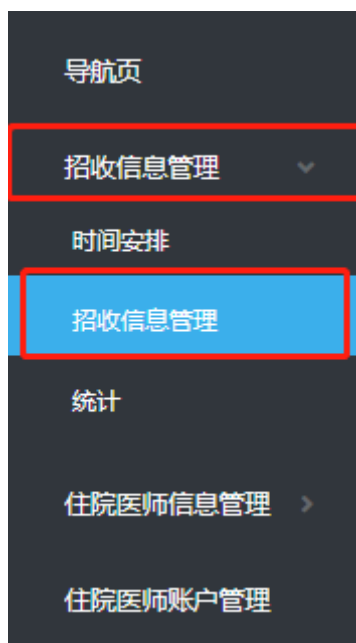 导航页
招收信息管理
时间安排
招收信息管理
统计
住院医师信息管理
住院医师账户管理